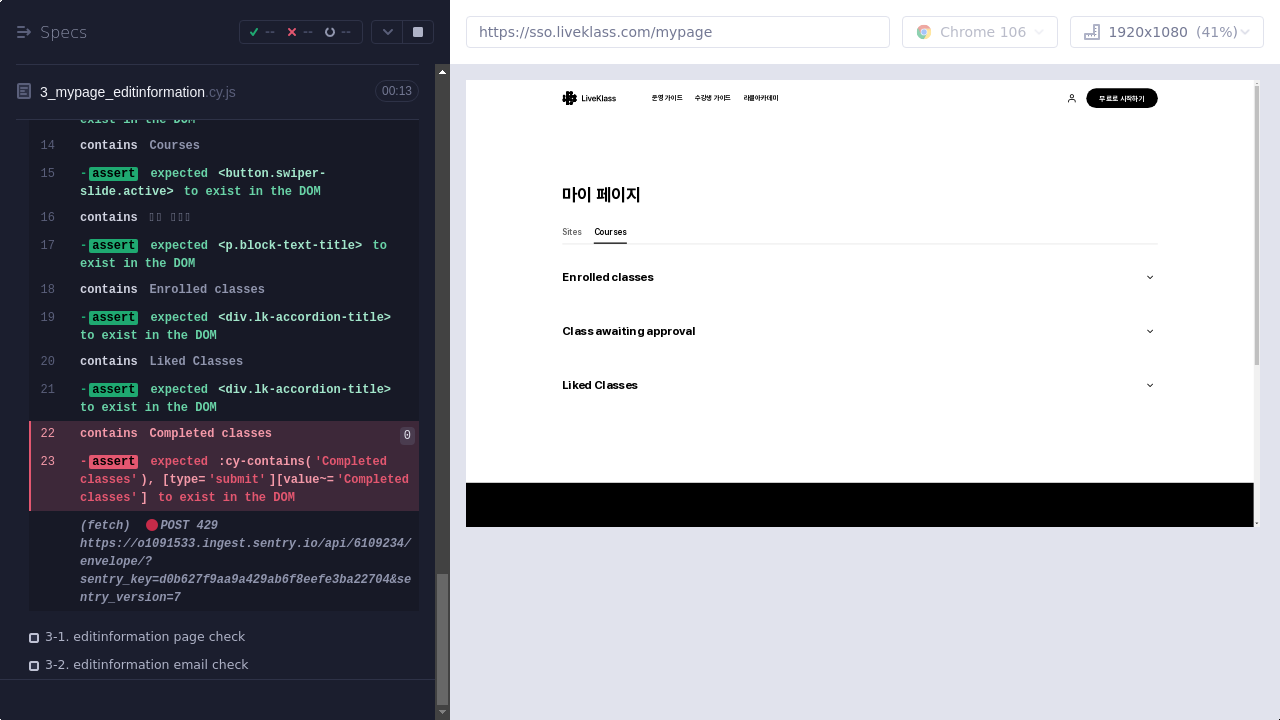 Specs
--
--
--
3_mypage_editinformation.cy.js
00:13
exist in the DOM
14 contains Courses
15 -assert expected <button.swiper-
slide.active> to exist in the DOM
16 contains
17 -assert expected <p.block-text-title> to
exist in the DOM
18 contains Enrolled classes
19 -assert expected <div.lk-accordion-title>
to exist in the DOM
20 contains Liked Classes
21 -assert expected <div.lk-accordion-title>
to exist in the DOM
22 contains Completed classes 0
23 -assert expected :cy-contains('Completed
classes'), [type='submit'][value~='Completed
classes'] to exist in the DOM
(fetch) POST 429
https://o1091533.ingest.sentry.io/api/6109234/
envelope/?
sentry_key=d0b627f9aa9a429ab6f8eefe3ba22704&se
ntry_version=7
3-1. editinformation page check
3-2. editinformation email check
https://sso.liveklass.com/mypage
Chrome 106
1920x1080 (41%)
LiveKlass
운영 가이드
수강생 가이드
라클아카데미
무료로 시작하기
마이 페이지
Sites
Courses
Enrolled classes
Class awaiting approval
Liked Classes